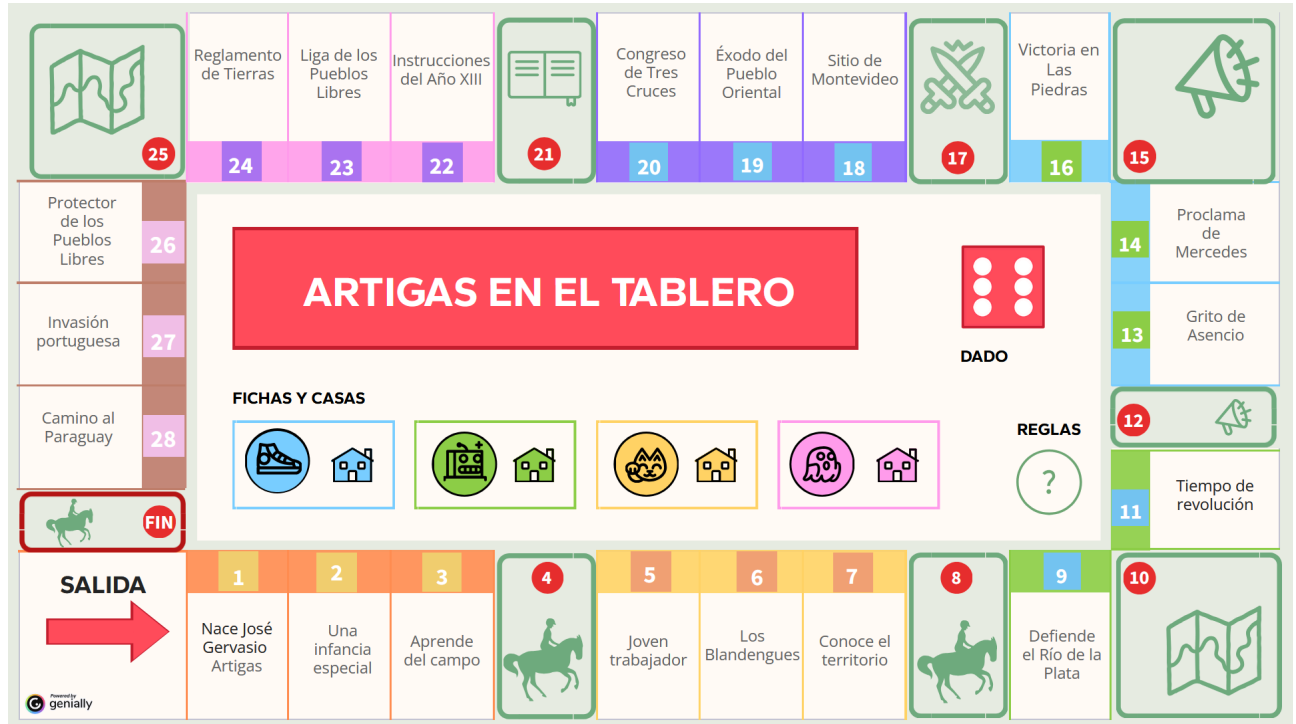 25
Reglamento
de Tierras
24
Liga de los
Pueblos
Libres
23
Instrucciones
del Año XIII
22
21
Congreso
de Tres
Cruces
20
Éxodo del
Pueblo
Oriental
19
Sitio de
Montevideo
18
17
Victoria en
Las
Piedras
16
15
Protector
de los
Pueblos
Libres
26
Invasión
portuguesa
27
Camino al
Paraguay
28
FIN
ARTIGAS EN EL TABLERO
DADO
FICHAS Y CASAS
REGLAS
?
14
Proclama
de
Mercedes
13
Grito de
Asencio
12
11
Tiempo de
revolución
SALIDA
Powered by
genially
1
Nace José
Gervasio
Artigas
2
Una
infancia
especial
3
Aprende
del campo
4
5
Joven
trabajador
6
Los
Blandengues
7
Conoce el
territorio
8
9
Defiende
el Río de la
Plata
10